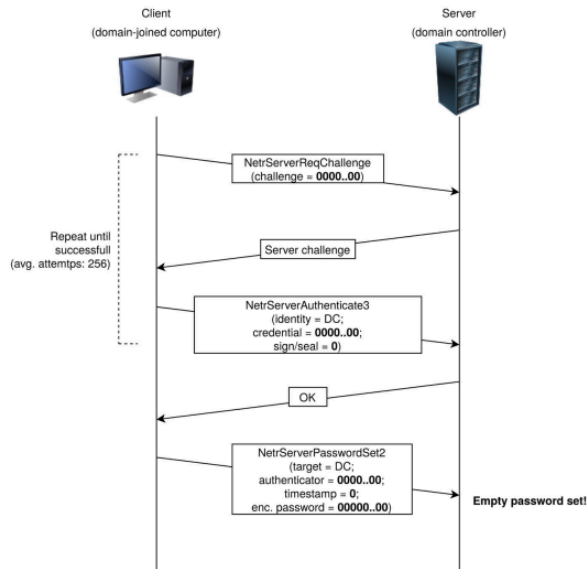 Client
(domain-joined computer)
Server
(domain controller)
NetrServerReqChallenge
(challenge = 0000..00)
Repeat until
successfull
(avg. attemtps: 256)
Server challenge
NetrServerAuthenticate3
(identity = DC;
credential = 0000..00;
sign/seal = 0)
OK
NetrServerPasswordSet2
(target = DC;
authenticator = 0000..00;
timestamp = 0;
enc. password = 00000..00)
Empty password set!